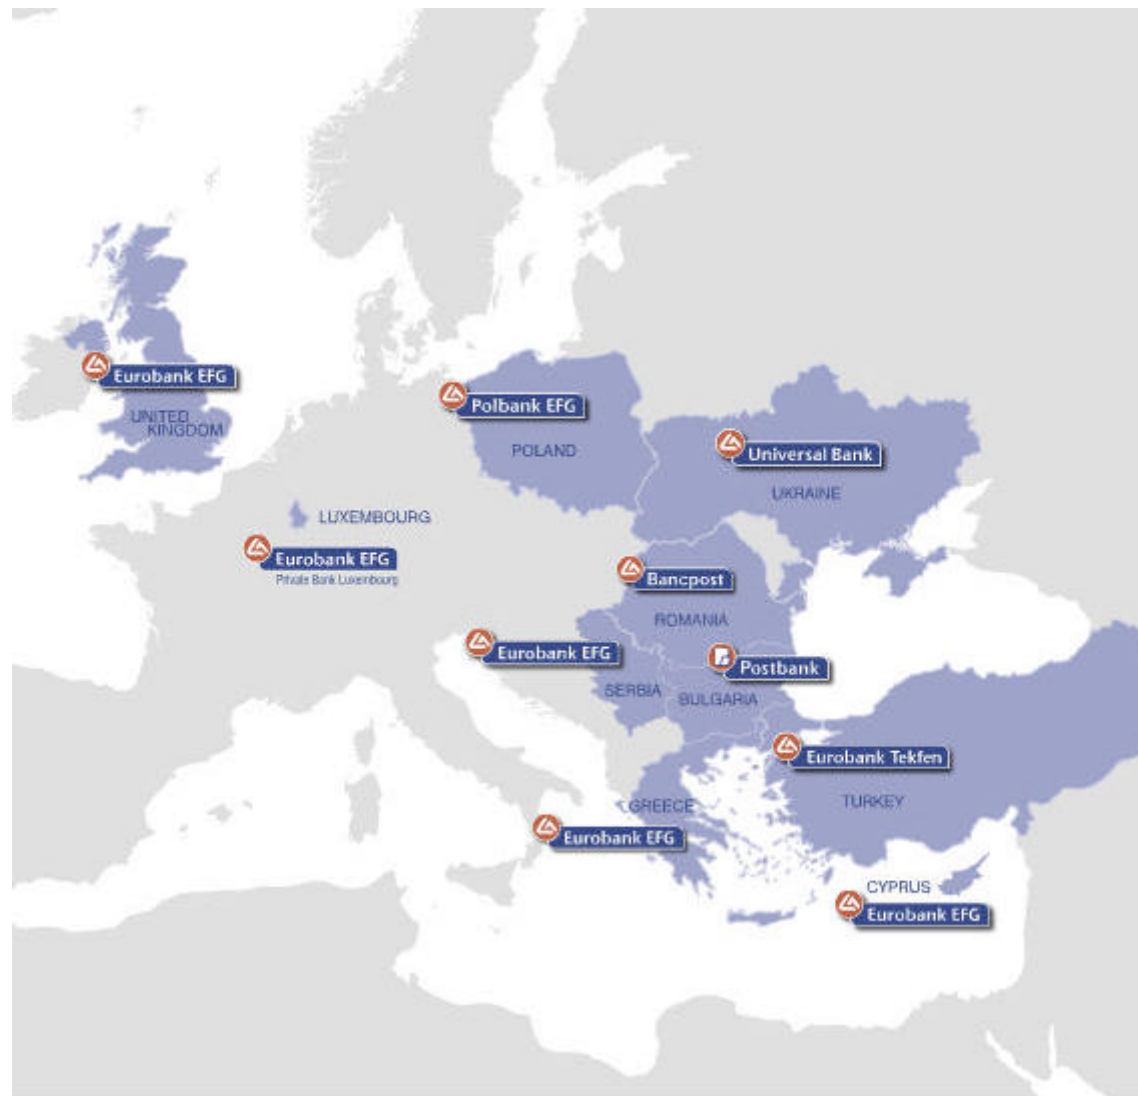 Eurobank EFG
UNITED
KINGDOM
Polbank EFG
POLAND
Universal Bank
UKRAINE
LUXEMBOURG
Eurobank EFG
Private Bank Luxembourg
Bancpost
ROMANIA
Eurobank EFG
SERBIA
Postbank
BULGARIA
Eurobank Tekfen
TURKEY
GREECE
Eurobank EFG
CYPRUS
Eurobank EFG